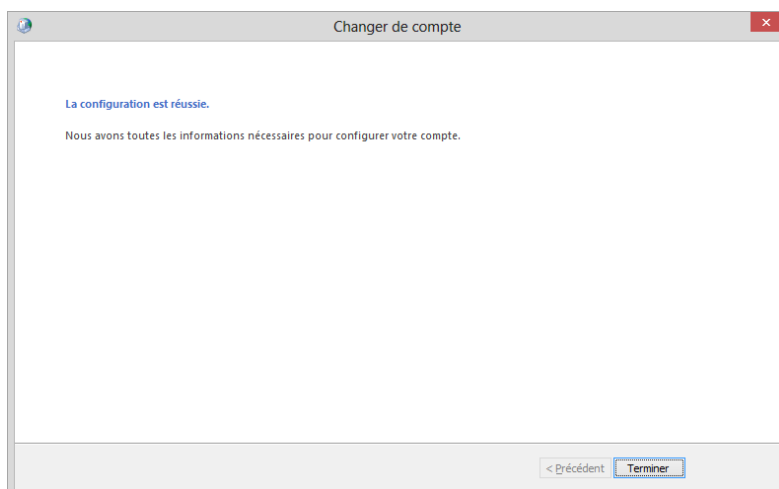 Changer de compte
La configuration est réussie.
Nous avons toutes les informations nécessaires pour configurer votre compte.
< Précédent Terminer